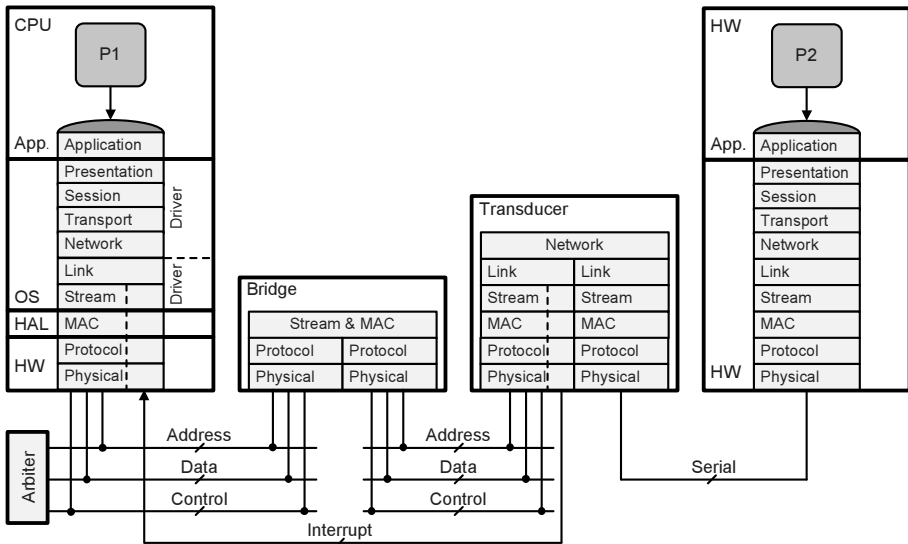 CPU
P1
App.
Application
Presentation
Session
Transport
Network
Driver
Link
Stream
Driver
OS
HAL
MAC
HW
Protocol
Physical
Bridge
Stream & MAC
Protocol
Protocol
Physical
Physical
Transducer
Network
Link
Link
Stream
Stream
MAC
MAC
Protocol
Protocol
Physical
Physical
HW
P2
App.
Application
Presentation
Session
Transport
Network
Link
Stream
MAC
Protocol
HW
Physical
Arbiter
Address
Data
Control
Address
Data
Control
Interrupt
Serial